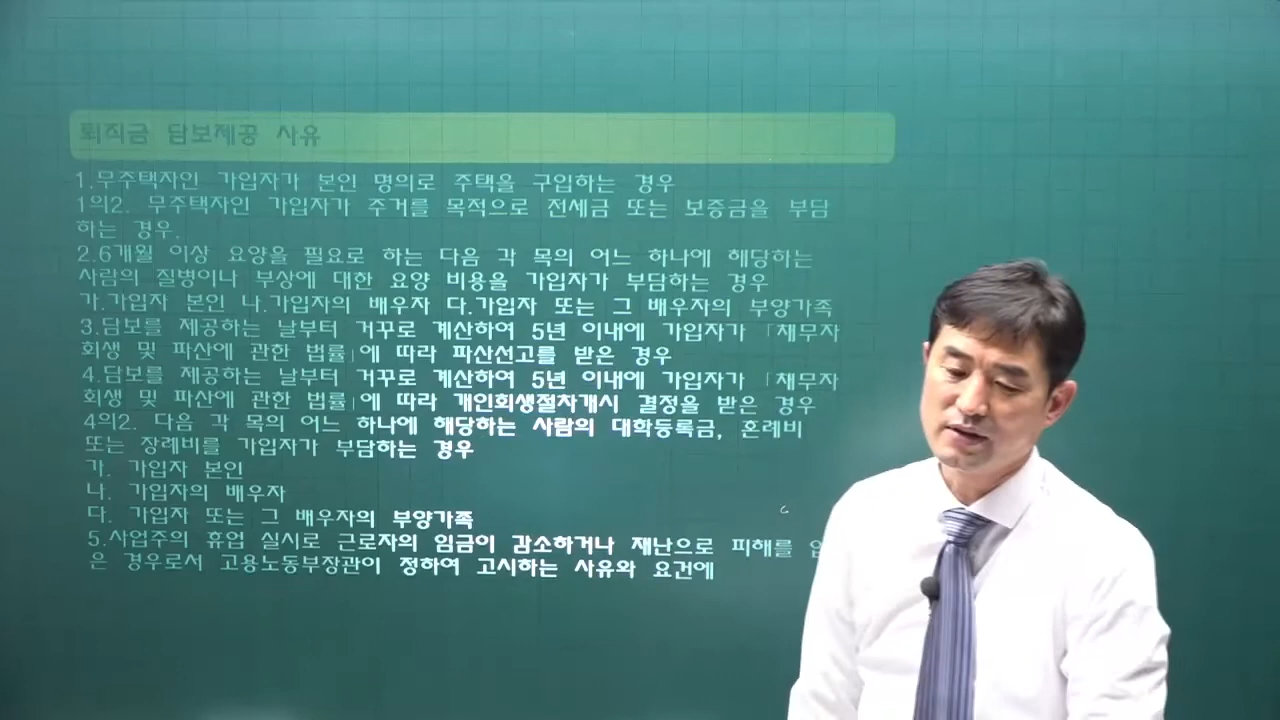 퇴직금 담보제공 사유
1.무주택자인 가입자가 본인 명의로 주택을 구입하는 경우
1의2. 무주택자인 가입자가 주거를 목적으로 전세금 또는 보증금을 부담
하는 경우.
2.6개월 이상 요양을 필요로 하는 다음 각 목의 어느 하나에 해당하는
사람의 질병이나 부상에 대한 요양 비용을 가입자가 부담하는 경우
가.가입자 본인 나.가입자의 배우자 다.가입자 또는 그 배우자의 부양가족
3.담보를 제공하는 날부터 거꾸로 계산하여 5년 이내에 가입자가 「채무자
회생 및 파산에 관한 법률」에 따라 파산선고를 받은 경우
4.담보를 제공하는 날부터 거꾸로 계산하여 5년 이내에 가입자가 「채무자
회생 및 파산에 관한 법률」에 따라 개인회생절차개시 결정을 받은 경우
4의2. 다음 각 목의 어느 하나에 해당하는 사람의 대학등록금, 혼례비
또는 장례비를 가입자가 부담하는 경우
가. 가입자 본인
나. 가입자의 배우자
다. 가입자 또는 그 배우자의 부양가족
5.사업주의 휴업 실시로 근로자의 임금이 감소하거나 재난으로 피해를 입
은 경우로서 고용노동부장관이 정하여 고시하는 사유와 요건에